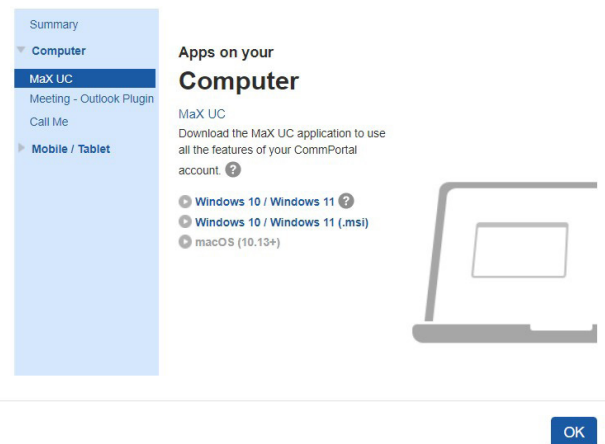 Summary
Computer
MaX UC
Meeting - Outlook Plugin
Call Me
Mobile / Tablet
Apps on your
Computer
MaX UC
Download the MaX UC application to use
all the features of your CommPortal
account. ?
Windows 10 / Windows 11 ?
Windows 10 / Windows 11 (.msi)
macOS (10.13+)
OK